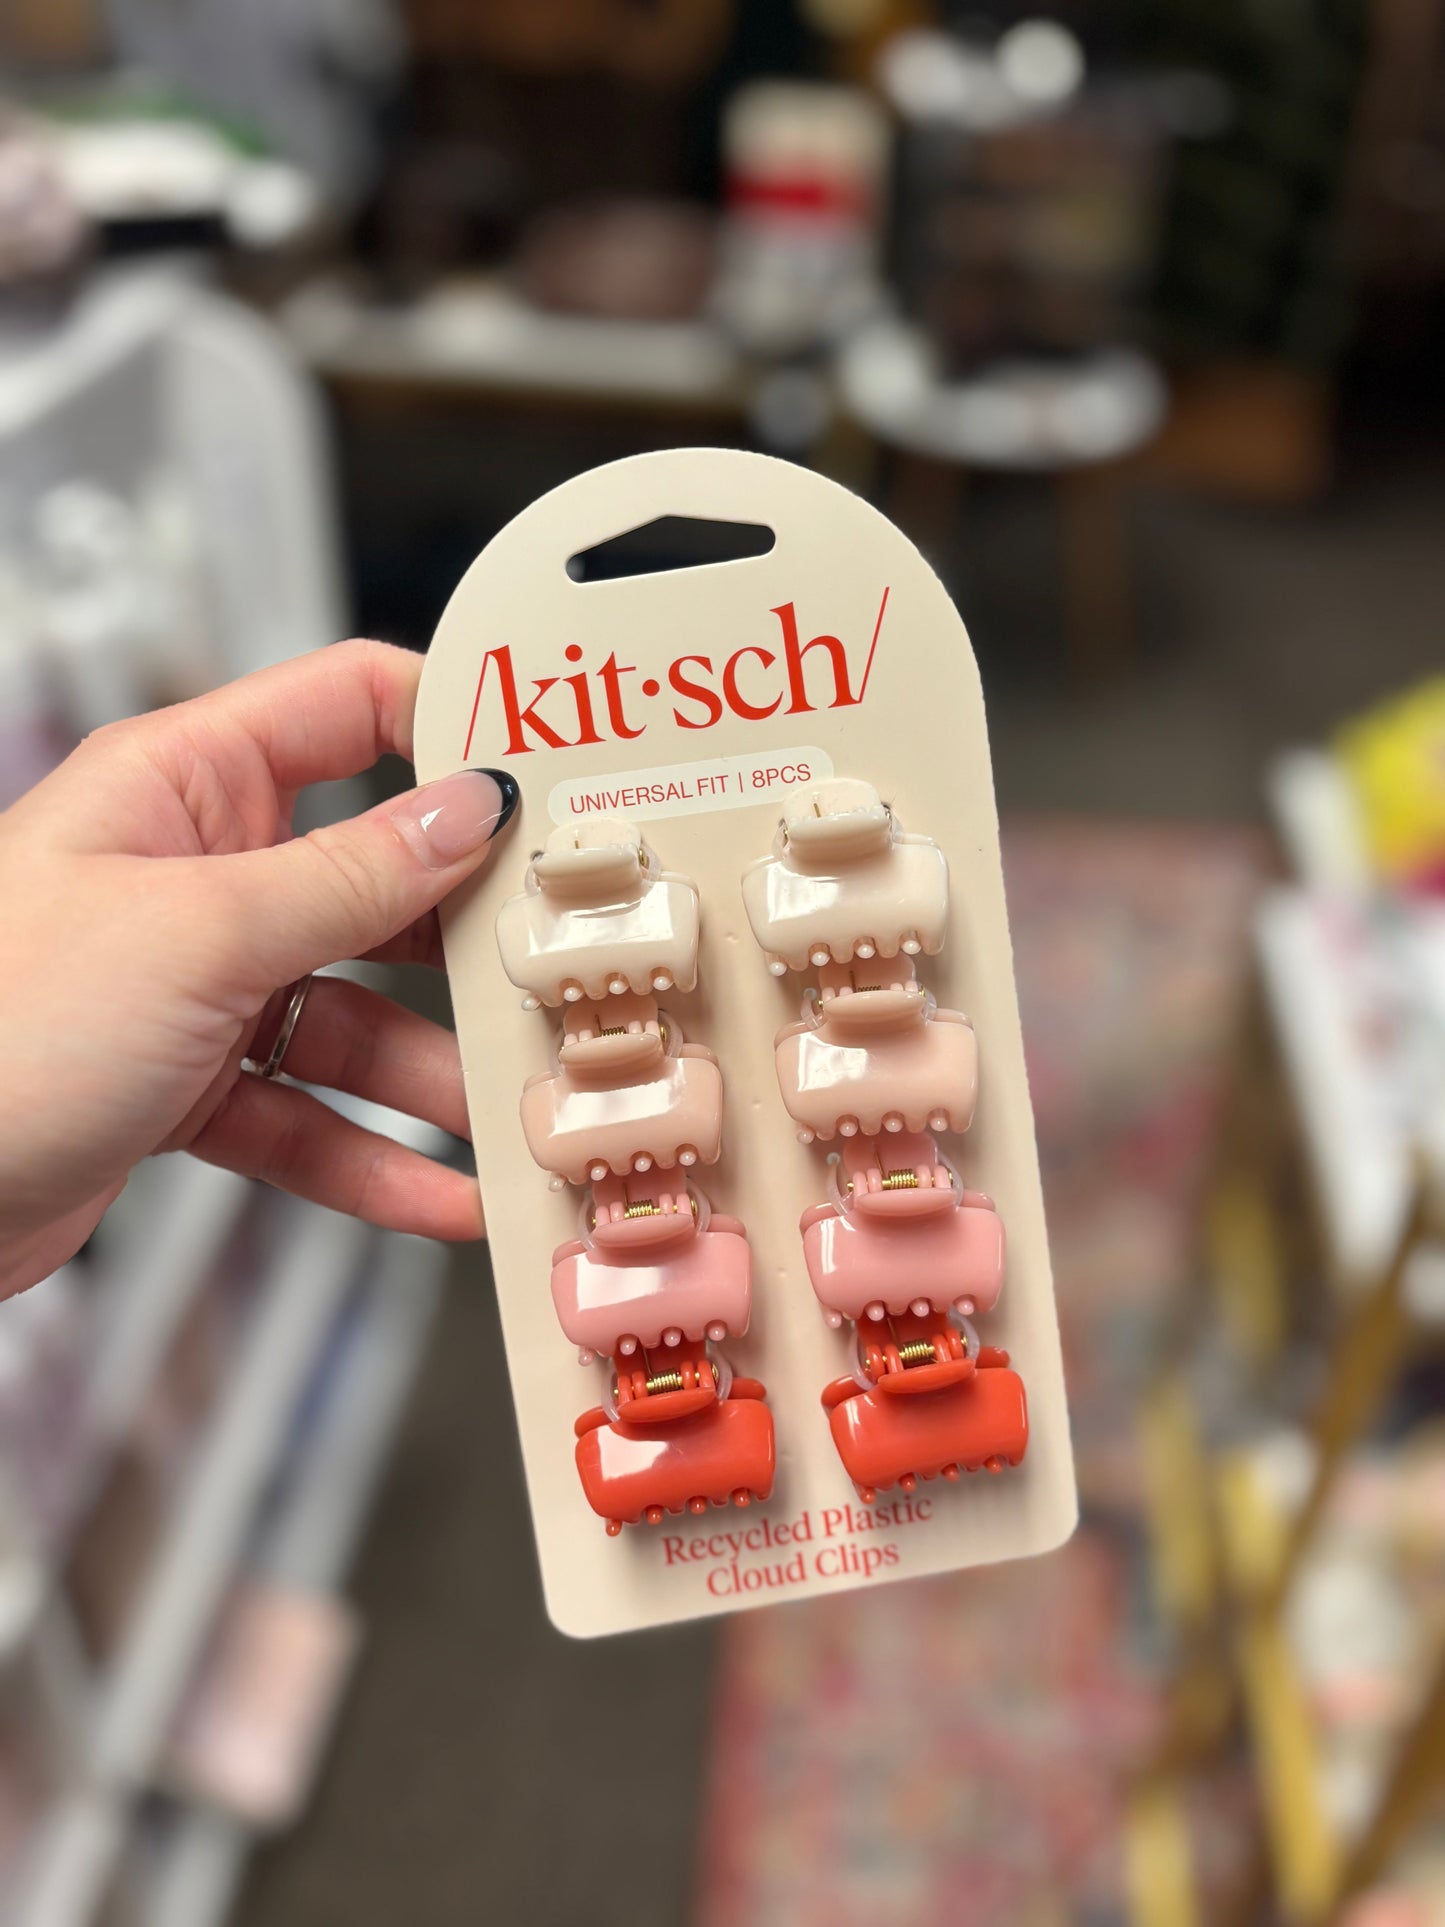 /kit·sch/
UNIVERSAL FIT | 8PCS
Recycled Plastic
Cloud Clips